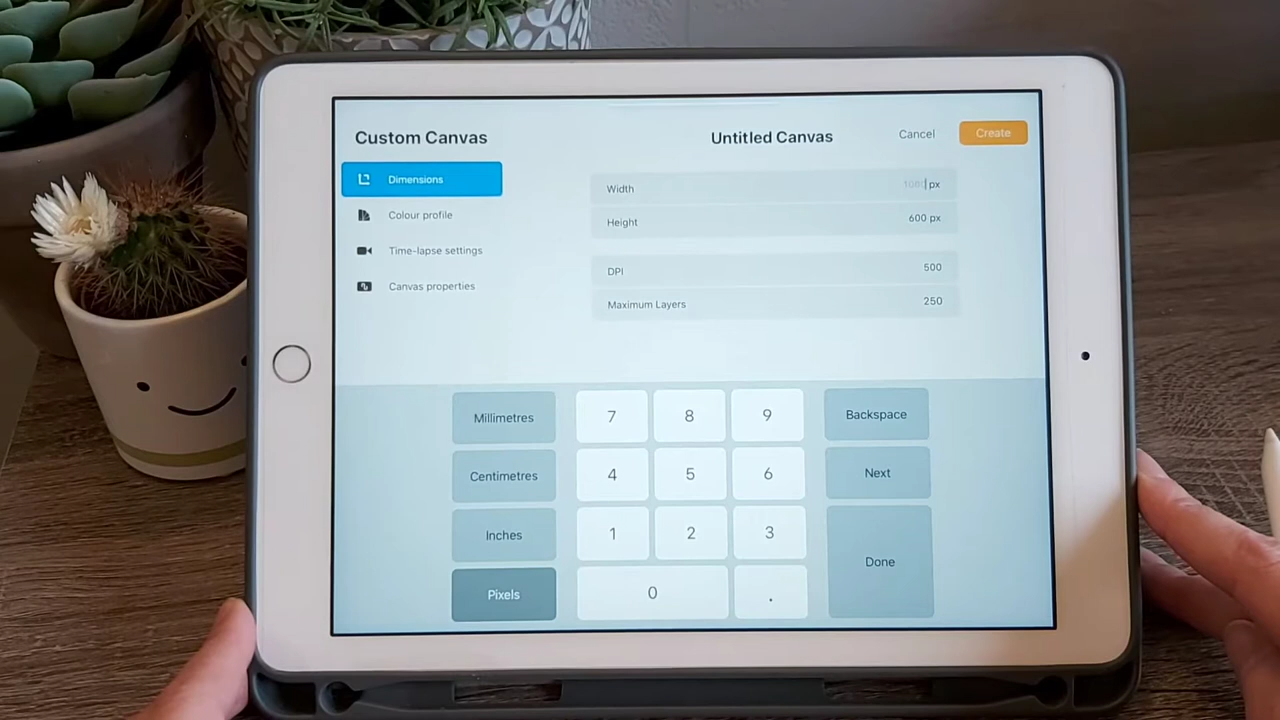 Custom Canvas
Untitled Canvas
Cancel
Create
Dimensions
Colour profile
Time-lapse settings
Canvas properties
Width px
Height 600 px
DPI 500
Maximum Layers 250
Millimetres 7 8 9 Backspace
Centimetres 4 5 6 Next
Inches 1 2 3 Done
Pixels 0 .